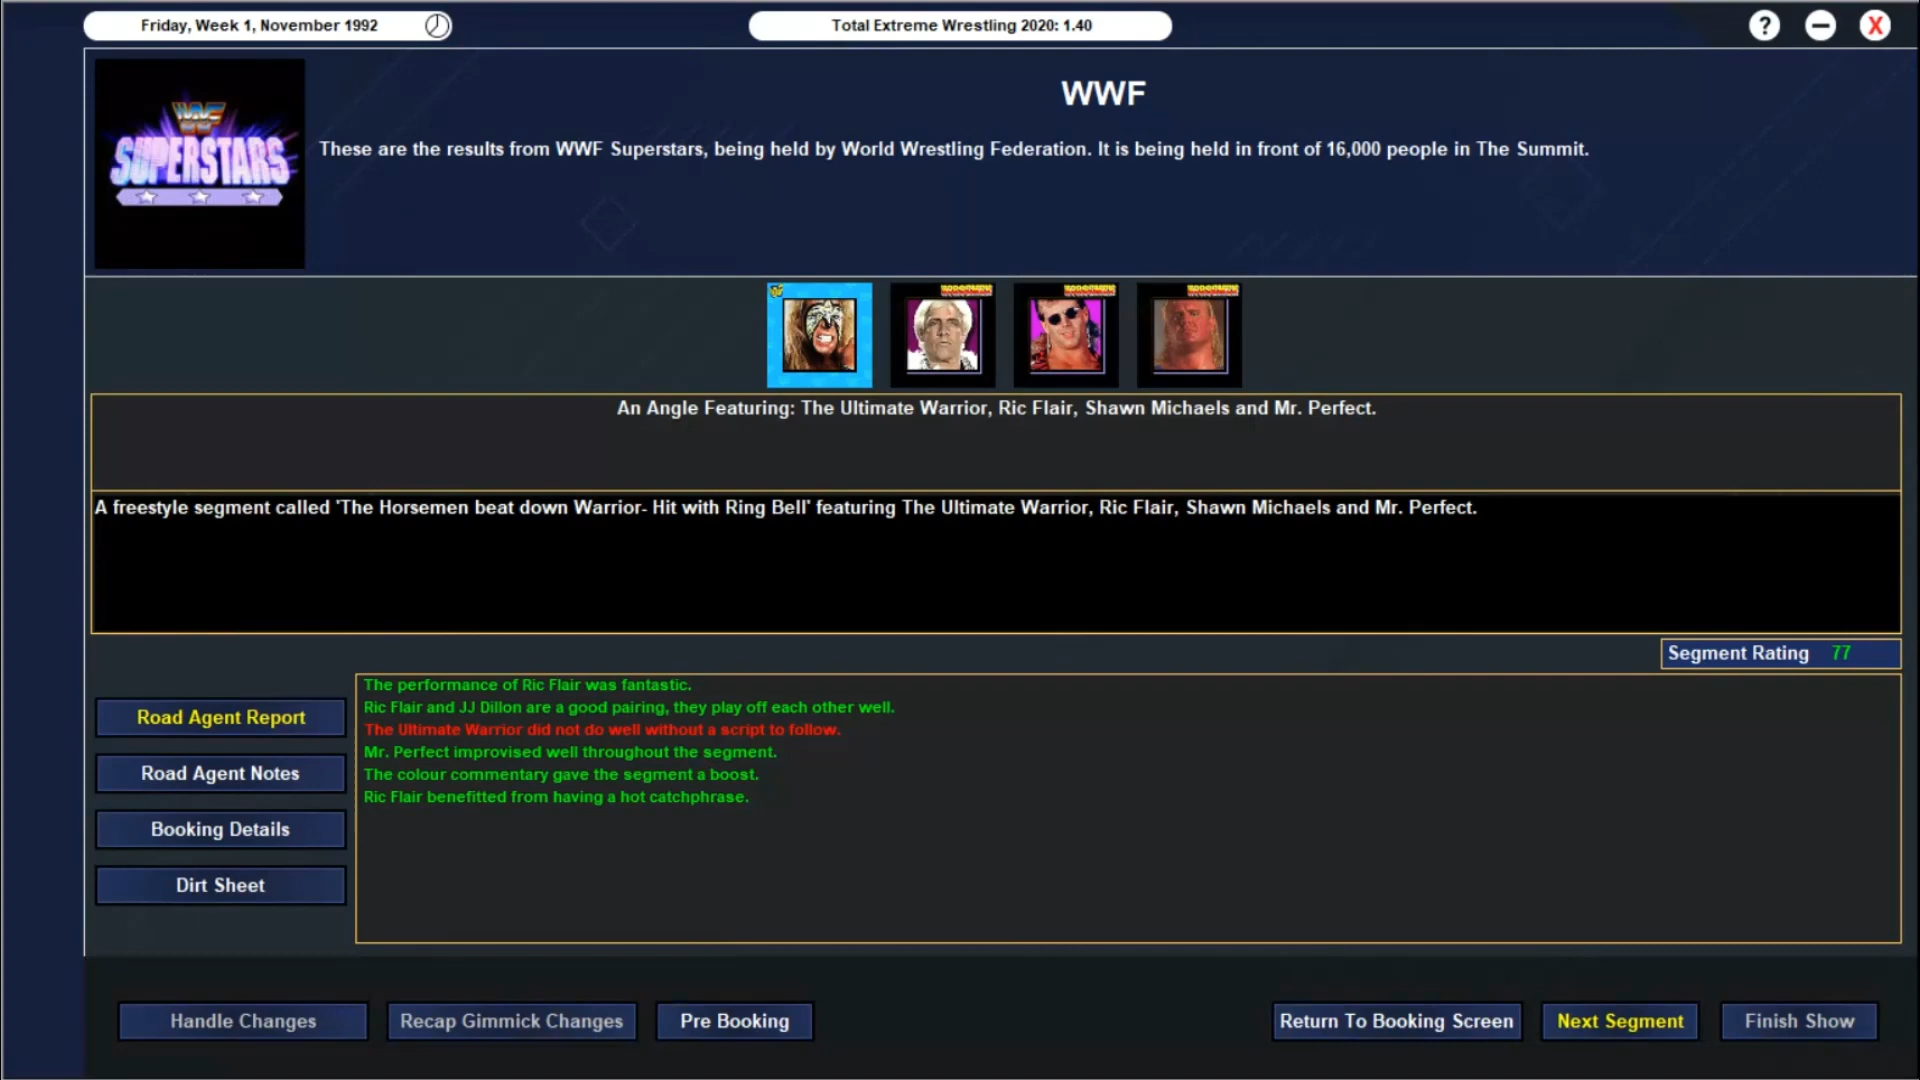 Friday, Week 1, November 1992
Total Extreme Wrestling 2020: 1.40
?
X
WWF
SUPERSTARS
WWF
These are the results from WWF Superstars, being held by World Wrestling Federation. It is being held in front of 16,000 people in The Summit.
An Angle Featuring: The Ultimate Warrior, Ric Flair, Shawn Michaels and Mr. Perfect.
A freestyle segment called 'The Horsemen beat down Warrior- Hit with Ring Bell' featuring The Ultimate Warrior, Ric Flair, Shawn Michaels and Mr. Perfect.
Segment Rating 77
Road Agent Report
Road Agent Notes
Booking Details
Dirt Sheet
The performance of Ric Flair was fantastic.
Ric Flair and JJ Dillon are a good pairing, they play off each other well.
The Ultimate Warrior did not do well without a script to follow.
Mr. Perfect improvised well throughout the segment.
The colour commentary gave the segment a boost.
Ric Flair benefitted from having a hot catchphrase.
Handle Changes
Recap Gimmick Changes
Pre Booking
Return To Booking Screen
Next Segment
Finish Show